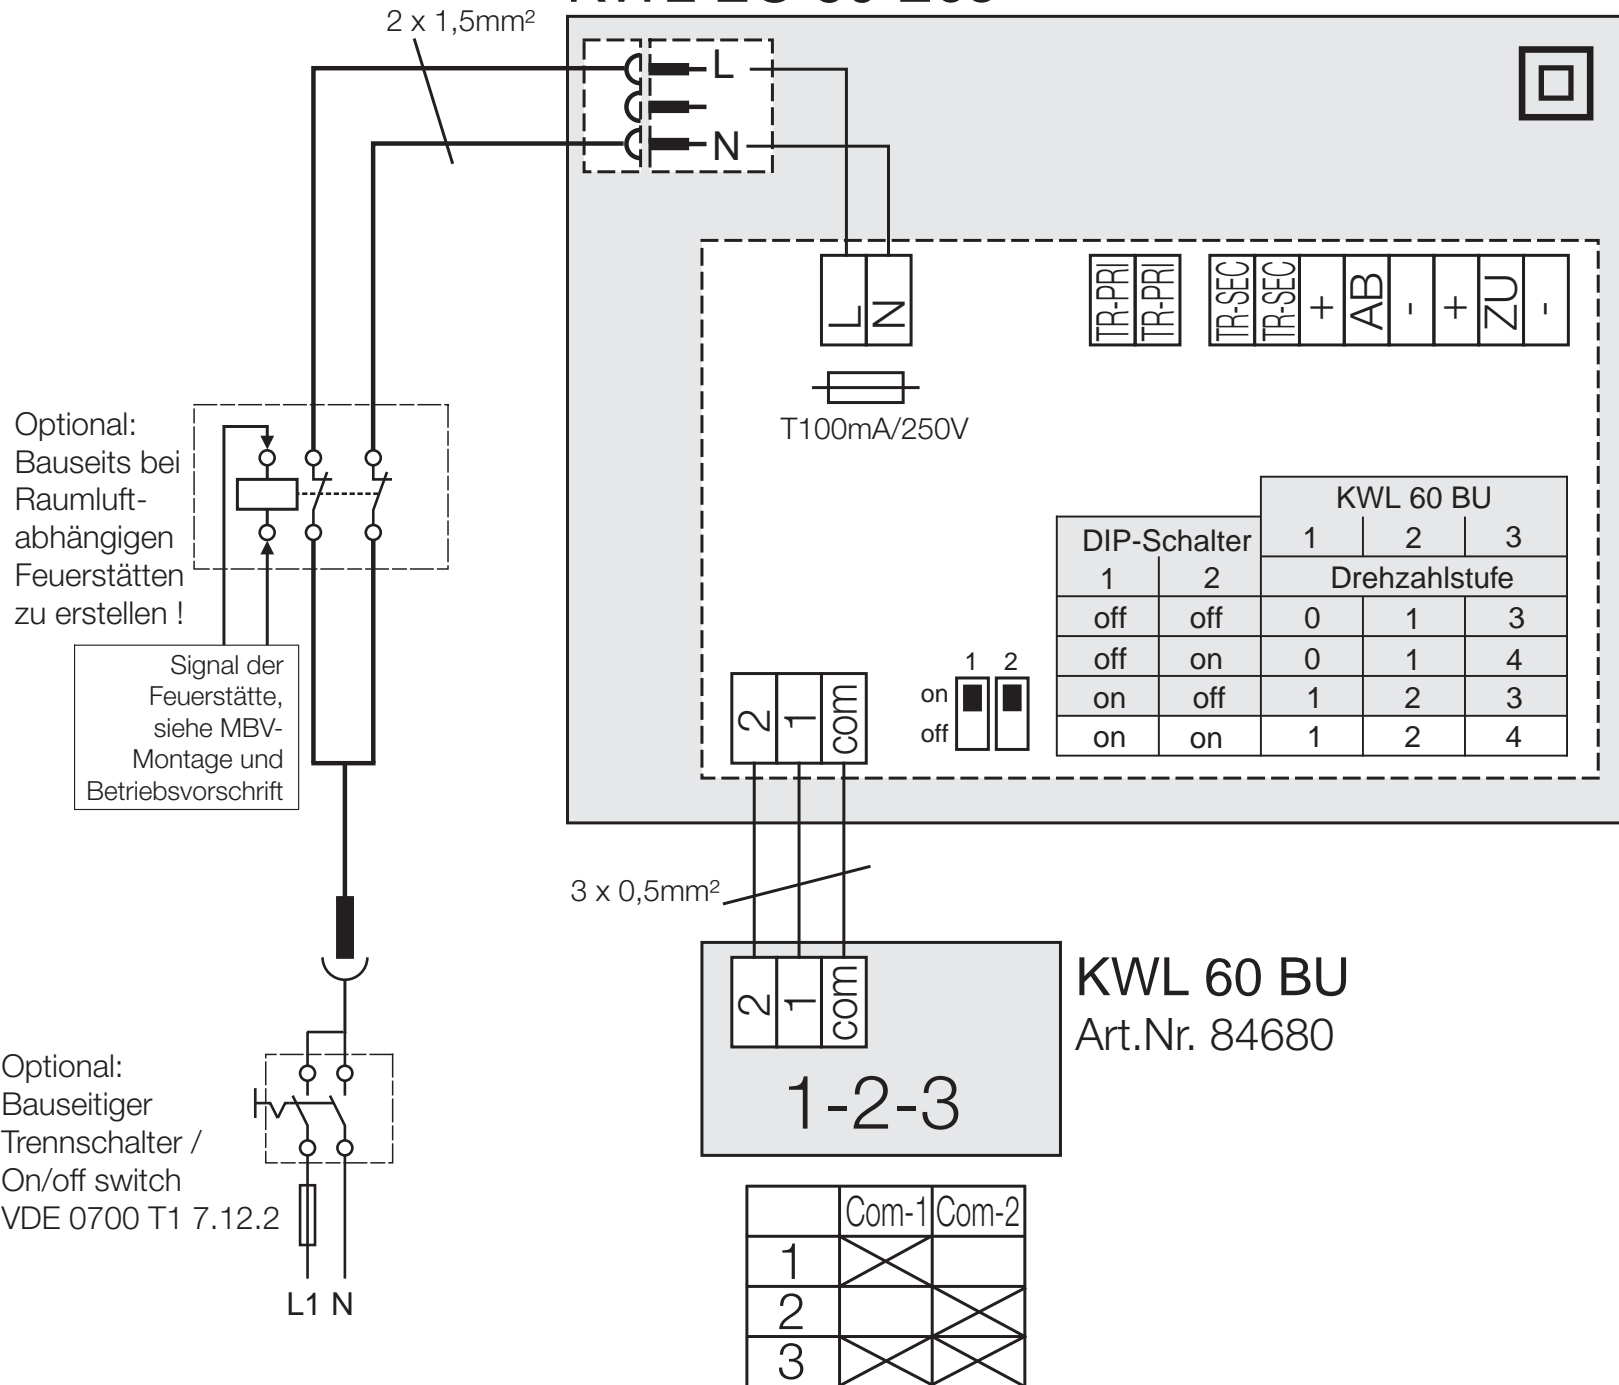 2 x 1,5mm²
L
N
L
N
TR-PRI
TR-PRI
TR-SEC
TR-SEC
+
AB
-
+
ZU
-
T100mA/250V
Optional:
Bauseits bei
Raumluft-
abhängigen
Feuerstätten
zu erstellen !
Signal der
Feuerstätte,
siehe MBV-
Montage und
Betriebsvorschrift
KWL 60 BU
DIP-Schalter 1 2 3
1 2 Drehzahlstufe
off off 0 1 3
off on 0 1 4
on off 1 2 3
on on 1 2 4
1 2
on
off
2 1 com
3 x 0,5mm²
2 1 com
1-2-3
KWL 60 BU
Art.Nr. 84680
Optional:
Bauseitiger
Trennschalter /
On/off switch
VDE 0700 T1 7.12.2
L1 N
Com-1 Com-2
1
2
3